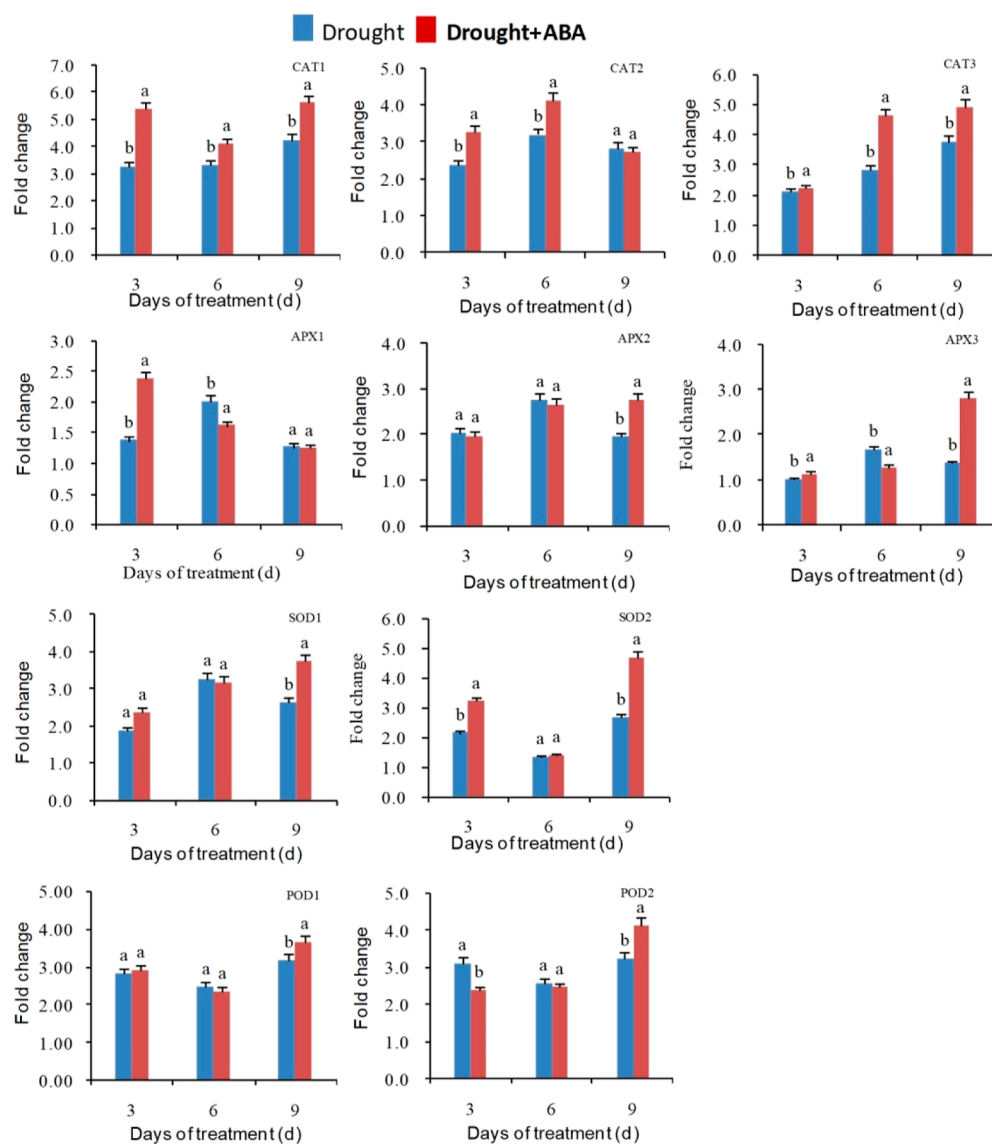 Drought Drought+ABA
CAT1
7.0
6.0
5.0
4.0
3.0
2.0
1.0
0.0
Fold change
b a b a b a
3 6 9
Days of treatment (d)
CAT2
5.0
4.0
3.0
2.0
1.0
0.0
Fold change
b a b a a a
3 6 9
Days of treatment (d)
CAT3
6.0
5.0
4.0
3.0
2.0
1.0
0.0
Fold change
b a b a b a
3 6 9
Days of treatment (d)
APX1
3.0
2.5
2.0
1.5
1.0
0.5
0.0
Fold change
b a b a a a
3 6 9
Days of treatment (d)
APX2
4.0
3.0
2.0
1.0
0.0
Fold change
a a a a b a
3 6 9
Days of treatment (d)
APX3
4.0
3.0
2.0
1.0
0.0
Fold change
b a b a b a
3 6 9
Days of treatment (d)
SOD1
5.0
4.0
3.0
2.0
1.0
0.0
Fold change
a a a a b a
3 6 9
Days of treatment (d)
SOD2
6.0
5.0
4.0
3.0
2.0
1.0
0.0
Fold change
b a a a b a
3 6 9
Days of treatment (d)
POD1
5.00
4.00
3.00
2.00
1.00
0.00
Fold change
a a a a b a
3 6 9
Days of treatment (d)
POD2
5.0
4.0
3.0
2.0
1.0
0.0
Fold change
a b a a b a
3 6 9
Days of treatment (d)